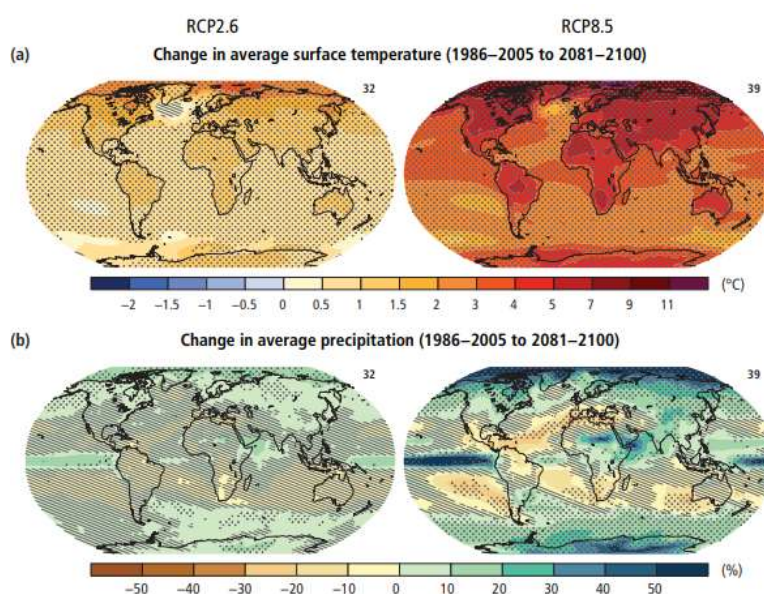 RCP2.6 RCP8.5
(a) Change in average surface temperature (1986–2005 to 2081–2100)
32 39
(°C)
−2 −1.5 −1 −0.5 0 0.5 1 1.5 2 3 4 5 7 9 11
(b) Change in average precipitation (1986–2005 to 2081–2100)
32 39
(%)
−50 −40 −30 −20 −10 0 10 20 30 40 50